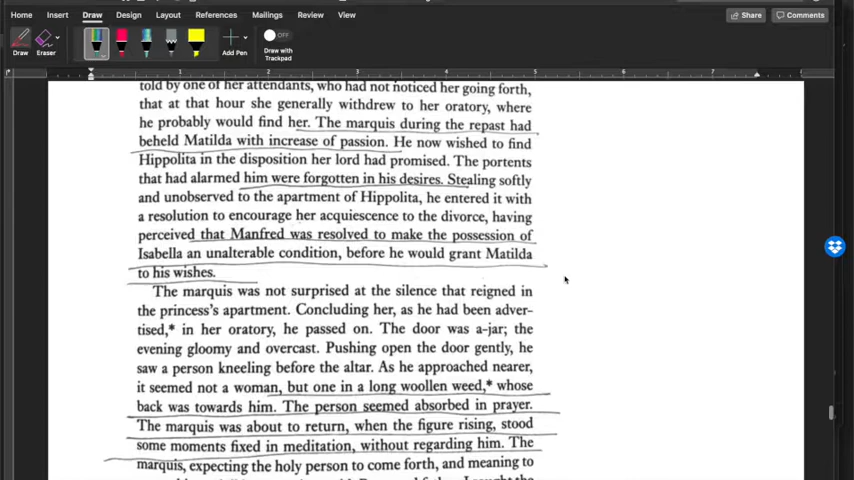 Home Insert Draw Design Layout References Mailings Review View Share Comments
Draw Eraser Add Pen OFF Draw with Trackpad
1 2 3 4 5 6 7
told by one of her attendants, who had not noticed her going forth,
that at that hour she generally withdrew to her oratory, where
he probably would find her. The marquis during the repast had
beheld Matilda with increase of passion. He now wished to find
Hippolita in the disposition her lord had promised. The portents
that had alarmed him were forgotten in his desires. Stealing softly
and unobserved to the apartment of Hippolita, he entered it with
a resolution to encourage her acquiescence to the divorce, having
perceived that Manfred was resolved to make the possession of
Isabella an unalterable condition, before he would grant Matilda
to his wishes.
The marquis was not surprised at the silence that reigned in
the princess's apartment. Concluding her, as he had been adver-
tised,* in her oratory, he passed on. The door was a-jar; the
evening gloomy and overcast. Pushing open the door gently, he
saw a person kneeling before the altar. As he approached nearer,
it seemed not a woman, but one in a long woollen weed,* whose
back was towards him. The person seemed absorbed in prayer.
The marquis was about to return, when the figure rising, stood
some moments fixed in meditation, without regarding him. The
marquis, expecting the holy person to come forth, and meaning to